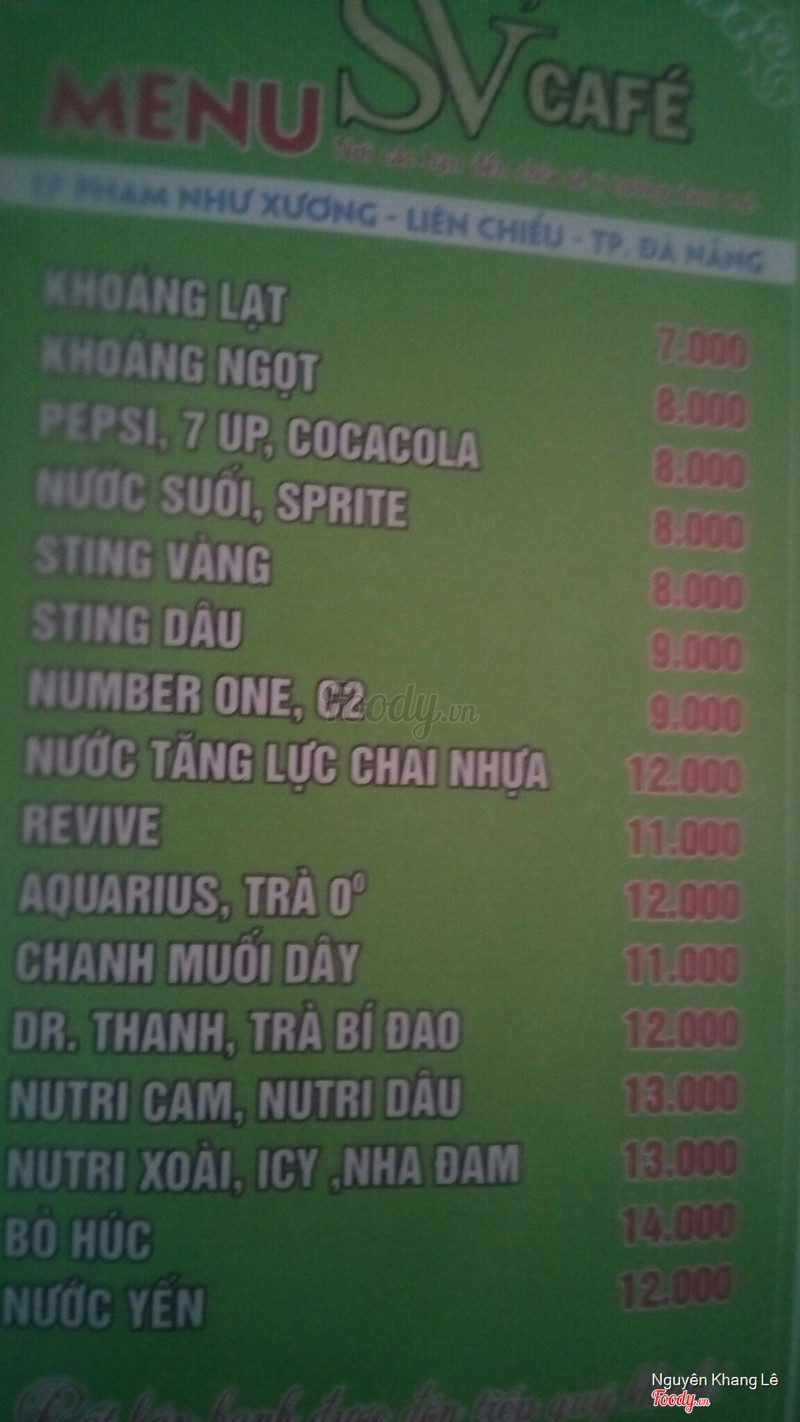 MENU SV CAFÉ
17 PHẠM NHƯ XƯƠNG - LIÊN CHIỂU - TP. ĐÀ NẴNG
KHOÁNG LẠT 7.000
KHOÁNG NGỌT 8.000
PEPSI, 7 UP, COCACOLA 8.000
NƯỚC SUỐI, SPRITE 8.000
STING VÀNG 8.000
STING DÂU 9.000
NUMBER ONE, C2 9.000
NƯỚC TĂNG LỰC CHAI NHỰA 12.000
REVIVE 11.000
AQUARIUS, TRÀ 0⁰ 12.000
CHANH MUỐI DÂY 11.000
DR. THANH, TRÀ BÍ ĐAO 12.000
NUTRI CAM, NUTRI DÂU 13.000
NUTRI XOÀI, ICY ,NHA ĐAM 13.000
BÒ HÚC 14.000
NƯỚC YẾN 12.000
Foody.vn
Nguyên Khang Lê
Foody.vn